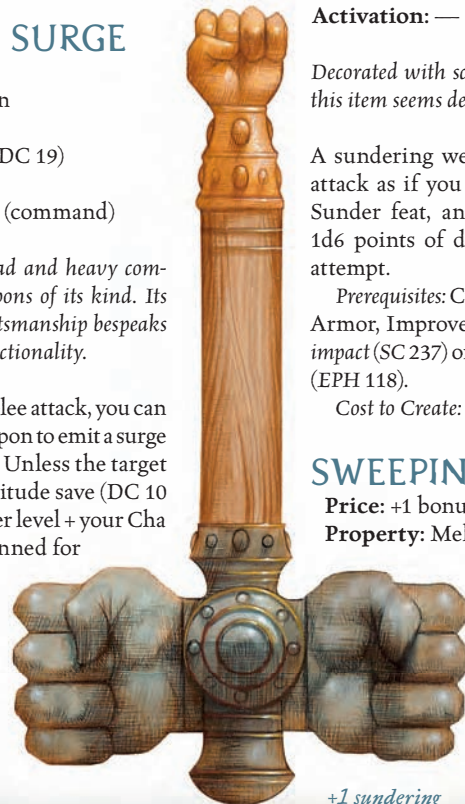 SURGE
n
DC 19)
(command)
ad and heavy com-
pons of its kind. Its
tsmanship bespeaks
ctionality.
lee attack, you can
pon to emit a surge
Unless the target
itude save (DC 10
er level + your Cha
nned for
Activation: —
Decorated with
this item seems
A sundering
attack as if you
Sunder feat, an
1d6 points of d
attempt.
Prerequisites: C
Armor, Improve
impact (SC 237) o
(EPH 118).
Cost to Create:
SWEEPIN
Price: +1 bonu
Property: Mel
+1 sundering